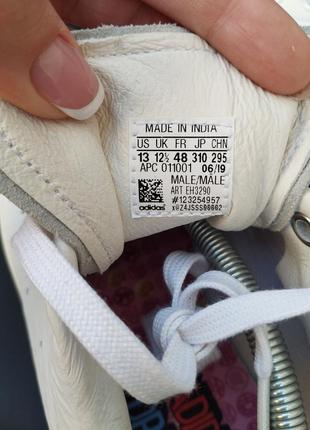 MADE IN INDIA
US UK FR JP CHN
13 12½ 48 310 295
APC 011001 06/19
MALE/MALE
ART EH3290
#123254957
adidas